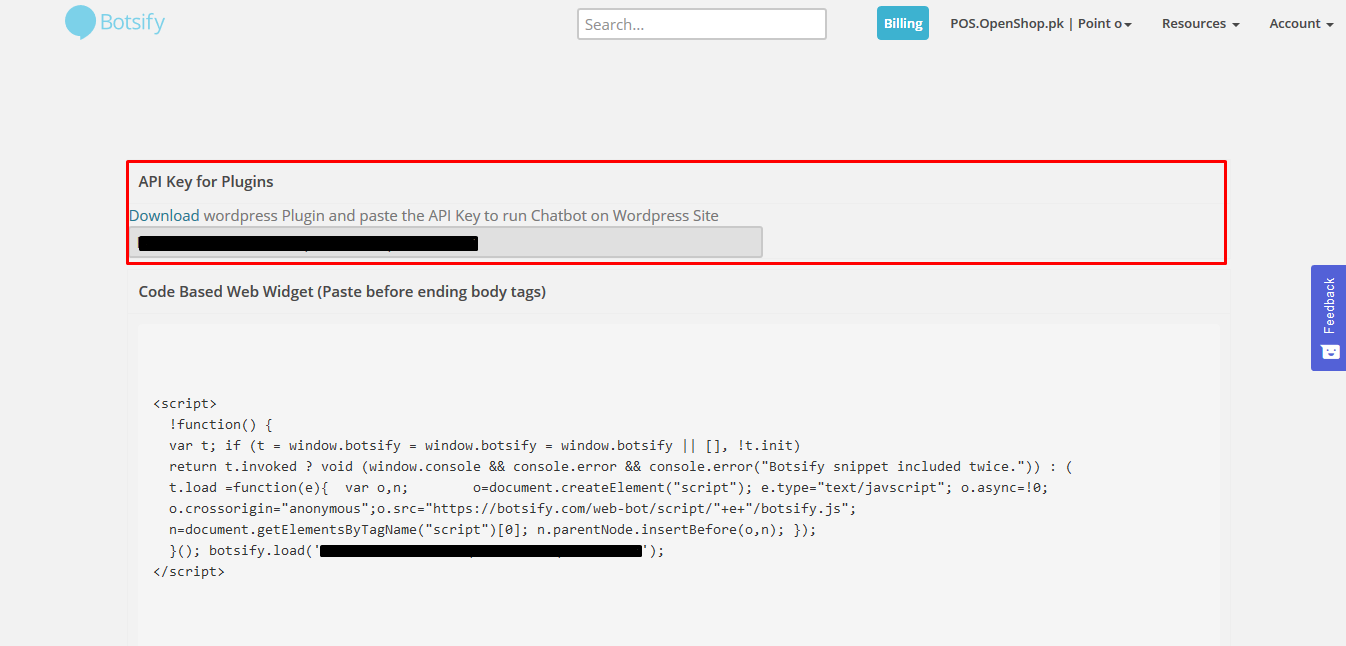 Botsify
Search...
Billing
POS.OpenShop.pk | Point o
Resources
Account
API Key for Plugins
Download wordpress Plugin and paste the API Key to run Chatbot on Wordpress Site
Code Based Web Widget (Paste before ending body tags)
Feedback
<script>
!function() {
var t; if (t = window.botsify = window.botsify = window.botsify || [], !t.init)
return t.invoked ? void (window.console && console.error && console.error("Botsify snippet included twice.")) : (
t.load =function(e){ var o,n; o=document.createElement("script"); e.type="text/javscript"; o.async=!0;
o.crossorigin="anonymous";o.src="https://botsify.com/web-bot/script/"+e+"/botsify.js";
n=document.getElementsByTagName("script")[0]; n.parentNode.insertBefore(o,n); });
}(); botsify.load('');
</script>